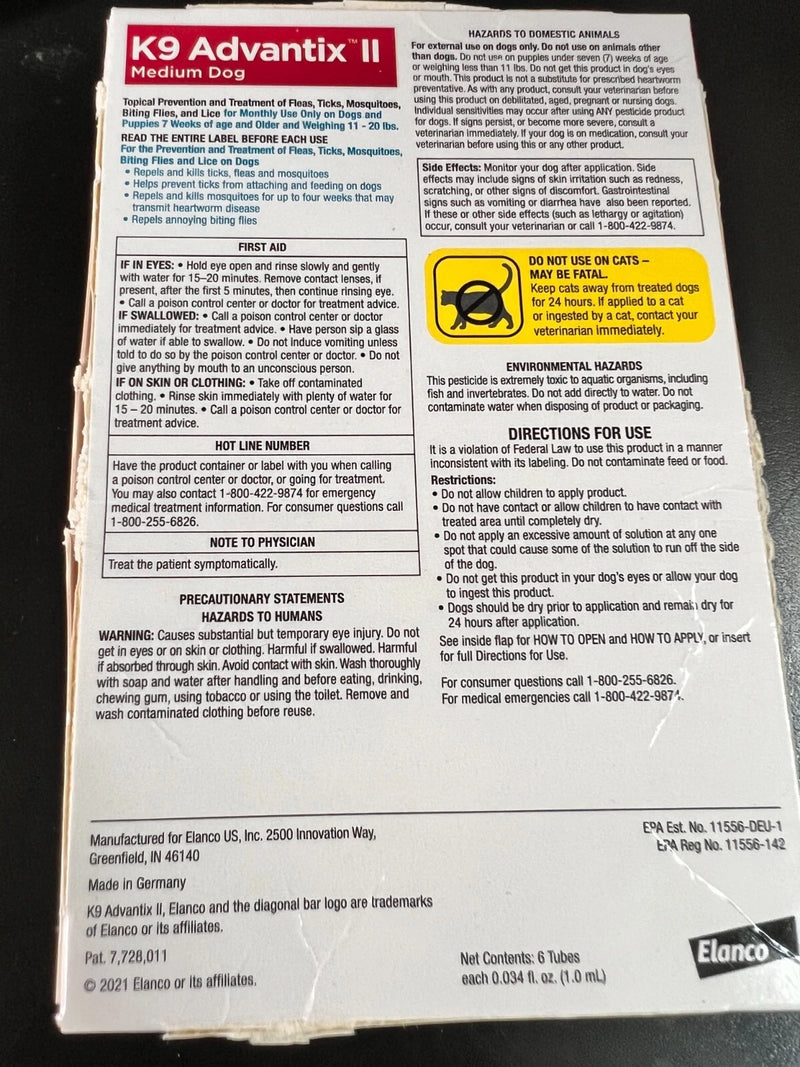 K9 Advantix™ II
Medium Dog
Topical Prevention and Treatment of Fleas, Ticks, Mosquitoes,
Biting Flies, and Lice for Monthly Use Only on Dogs and
Puppies 7 Weeks of age and Older and Weighing 11 - 20 lbs.
READ THE ENTIRE LABEL BEFORE EACH USE
For the Prevention and Treatment of Fleas, Ticks, Mosquitoes,
Biting Flies and Lice on Dogs
• Repels and kills ticks, fleas and mosquitoes
• Helps prevent ticks from attaching and feeding on dogs
• Repels and kills mosquitoes for up to four weeks that may
transmit heartworm disease
• Repels annoying biting flies
FIRST AID
IF IN EYES: • Hold eye open and rinse slowly and gently
with water for 15–20 minutes. Remove contact lenses, if
present, after the first 5 minutes, then continue rinsing eye.
• Call a poison control center or doctor for treatment advice.
IF SWALLOWED: • Call a poison control center or doctor
immediately for treatment advice. • Have person sip a glass
of water if able to swallow. • Do not induce vomiting unless
told to do so by the poison control center or doctor. • Do not
give anything by mouth to an unconscious person.
IF ON SKIN OR CLOTHING: • Take off contaminated
clothing. • Rinse skin immediately with plenty of water for
15 – 20 minutes. • Call a poison control center or doctor for
treatment advice.
HOT LINE NUMBER
Have the product container or label with you when calling
a poison control center or doctor, or going for treatment.
You may also contact 1-800-422-9874 for emergency
medical treatment information. For consumer questions call
1-800-255-6826.
NOTE TO PHYSICIAN
Treat the patient symptomatically.
PRECAUTIONARY STATEMENTS
HAZARDS TO HUMANS
WARNING: Causes substantial but temporary eye injury. Do not
get in eyes or on skin or clothing. Harmful if swallowed. Harmful
if absorbed through skin. Avoid contact with skin. Wash thoroughly
with soap and water after handling and before eating, drinking,
chewing gum, using tobacco or using the toilet. Remove and
wash contaminated clothing before reuse.
HAZARDS TO DOMESTIC ANIMALS
For external use on dogs only. Do not use on animals other
than dogs. Do not use on puppies under seven (7) weeks of age
or weighing less than 11 lbs. Do not get this product in dog's eyes
or mouth. This product is not a substitute for prescribed heartworm
preventative. As with any product, consult your veterinarian before
using this product on debilitated, aged, pregnant or nursing dogs.
Individual sensitivities may occur after using ANY pesticide product
for dogs. If signs persist, or become more severe, consult a
veterinarian immediately. If your dog is on medication, consult your
veterinarian before using this or any other product.
Side Effects: Monitor your dog after application. Side
effects may include signs of skin irritation such as redness,
scratching, or other signs of discomfort. Gastrointestinal
signs such as vomiting or diarrhea have also been reported.
If these or other side effects (such as lethargy or agitation)
occur, consult your veterinarian or call 1-800-422-9874.
DO NOT USE ON CATS –
MAY BE FATAL.
Keep cats away from treated dogs
for 24 hours. If applied to a cat
or ingested by a cat, contact your
veterinarian immediately.
ENVIRONMENTAL HAZARDS
This pesticide is extremely toxic to aquatic organisms, including
fish and invertebrates. Do not add directly to water. Do not
contaminate water when disposing of product or packaging.
DIRECTIONS FOR USE
It is a violation of Federal Law to use this product in a manner
inconsistent with its labeling. Do not contaminate feed or food.
Restrictions:
• Do not allow children to apply product.
• Do not have contact or allow children to have contact with
treated area until completely dry.
• Do not apply an excessive amount of solution at any one
spot that could cause some of the solution to run off the side
of the dog.
• Do not get this product in your dog's eyes or allow your dog
to ingest this product.
• Dogs should be dry prior to application and remain dry for
24 hours after application.
See inside flap for HOW TO OPEN and HOW TO APPLY, or insert
for full Directions for Use.
For consumer questions call 1-800-255-6826.
For medical emergencies call 1-800-422-9874.
Manufactured for Elanco US, Inc. 2500 Innovation Way,
Greenfield, IN 46140
Made in Germany
K9 Advantix II, Elanco and the diagonal bar logo are trademarks
of Elanco or its affiliates.
Pat. 7,728,011
© 2021 Elanco or its affiliates.
Net Contents: 6 Tubes
each 0.034 fl. oz. (1.0 mL)
EPA Est. No. 11556-DEU-1
EPA Reg No. 11556-142
Elanco